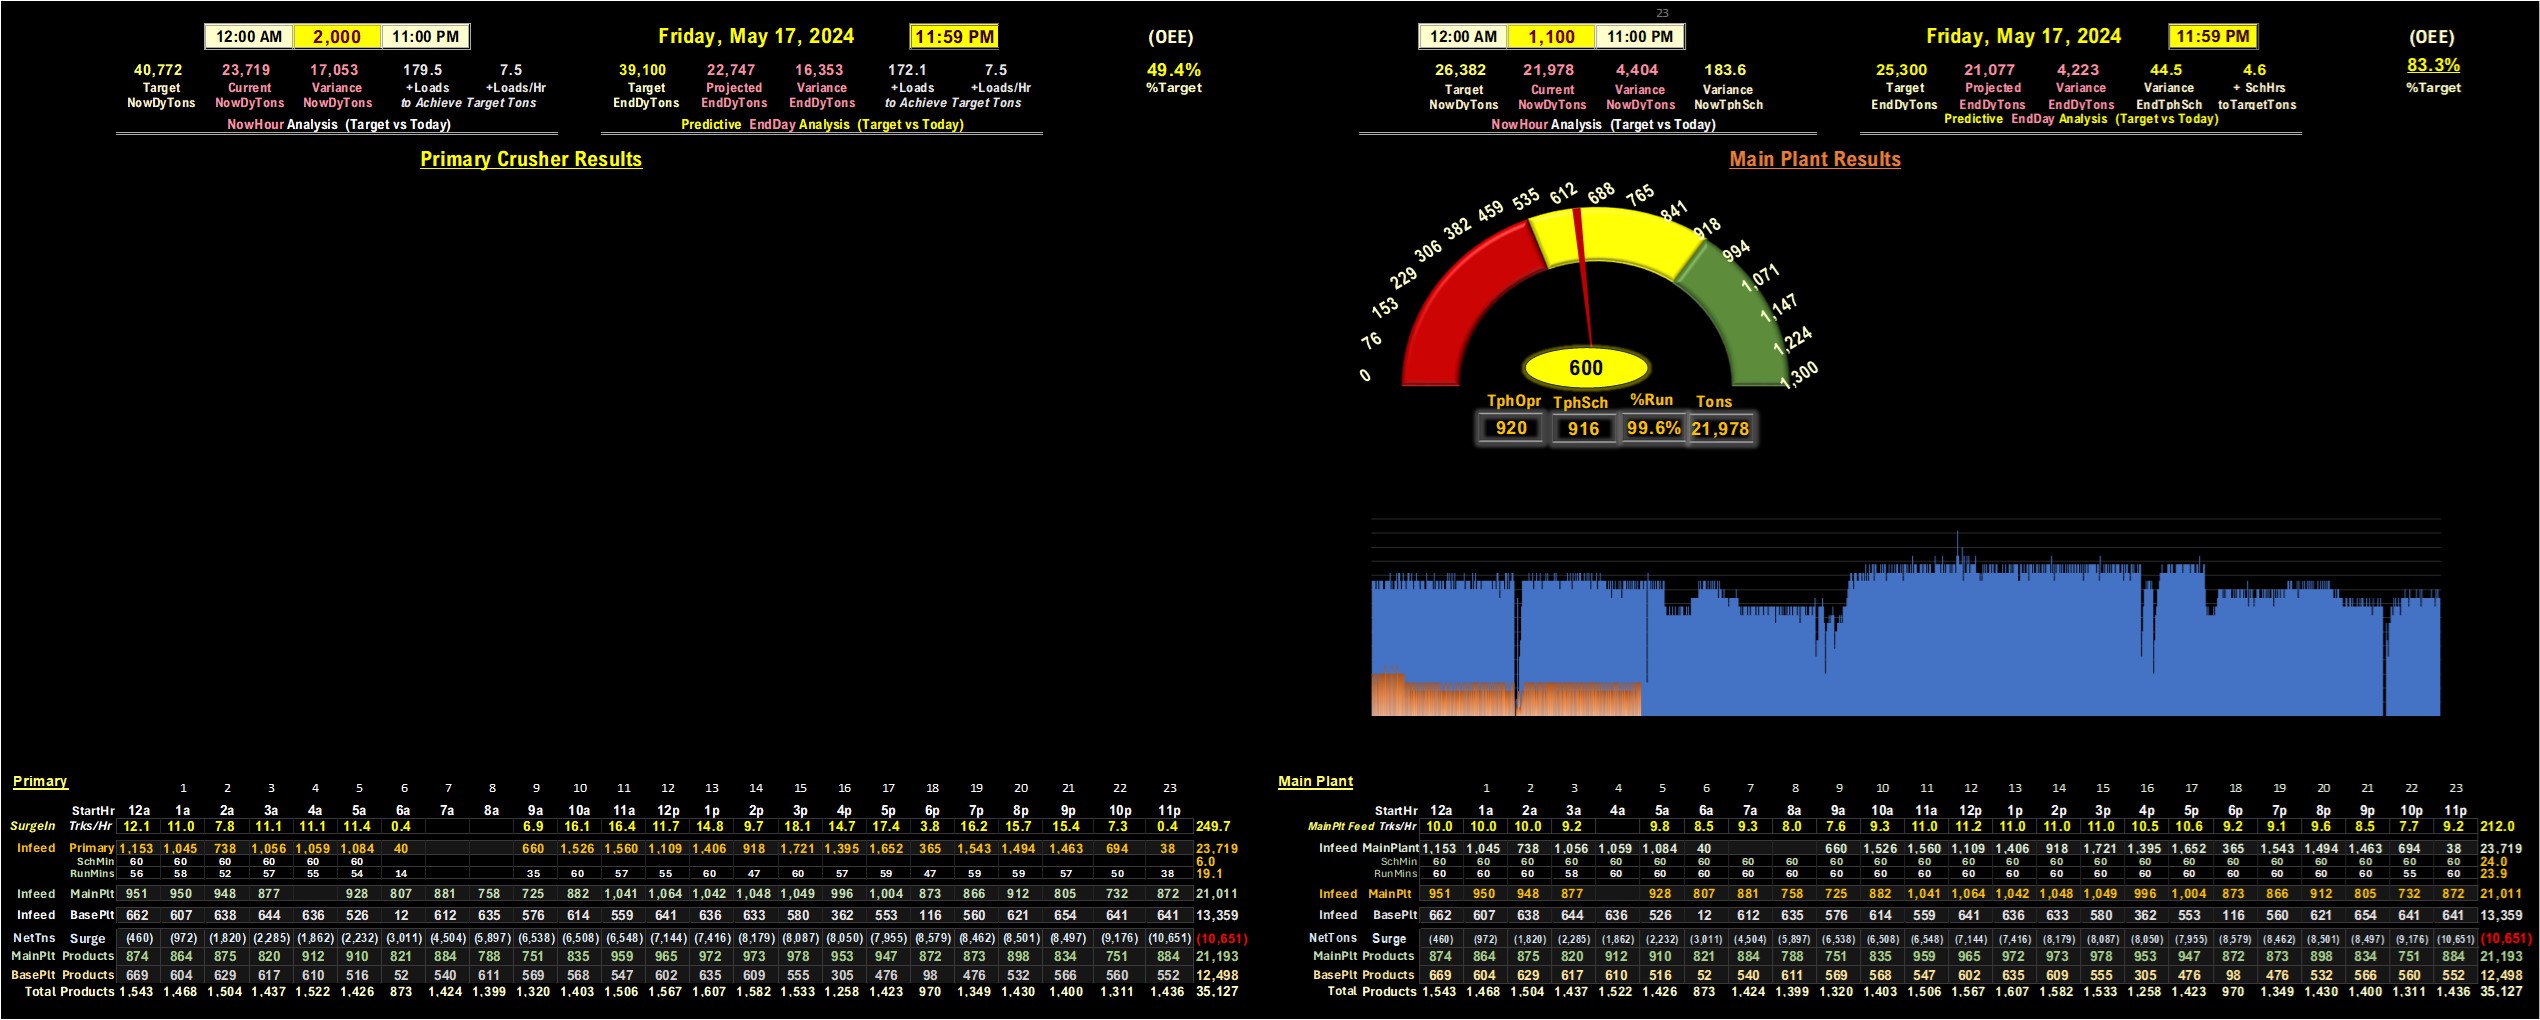 23
12:00 AM 2,000 11:00 PM Friday, May 17, 2024 11:59 PM (OEE)
40,772 23,719 17,053 179.5 7.5 39,100 22,747 16,353 172.1 7.5 49.4%
Target Current Variance +Loads +Loads/Hr Target Projected Variance +Loads +Loads/Hr %Target
NowDyTons NowDyTons NowDyTons to Achieve Target Tons EndDyTons EndDyTons EndDyTons to Achieve Target Tons
NowHour Analysis (Target vs Today) Predictive EndDay Analysis (Target vs Today)
Primary Crusher Results
12:00 AM 1,100 11:00 PM Friday, May 17, 2024 11:59 PM (OEE)
26,382 21,978 4,404 183.6 25,300 21,077 4,223 44.5 4.6 83.3%
Target Current Variance Variance Target Projected Variance Variance + SchHrs %Target
NowDyTons NowDyTons NowDyTons NowTphSch EndDyTons EndDyTons EndDyTons EndTphSch toTargetTons
NowHour Analysis (Target vs Today) Predictive EndDay Analysis (Target vs Today)
Main Plant Results
0 76 153 229 306 382 459 535 612 688 765 841 918 994 1,071 1,147 1,224 1,300
600
TphOpr TphSch %Run Tons
920 916 99.6% 21,978
Primary
1 2 3 4 5 6 7 8 9 10 11 12 13 14 15 16 17 18 19 20 21 22 23
StartHr 12a 1a 2a 3a 4a 5a 6a 7a 8a 9a 10a 11a 12p 1p 2p 3p 4p 5p 6p 7p 8p 9p 10p 11p
SurgeIn Trks/Hr 12.1 11.0 7.8 11.1 11.1 11.4 0.4 6.9 16.1 16.4 11.7 14.8 9.7 18.1 14.7 17.4 3.8 16.2 15.7 15.4 7.3 0.4 249.7
Infeed Primary 1,153 1,045 738 1,056 1,059 1,084 40 660 1,526 1,560 1,109 1,406 918 1,721 1,395 1,652 365 1,543 1,494 1,463 694 38 23,719
SchMin 60 60 60 60 60 60 6.0
RunMins 56 58 52 57 55 54 14 35 60 57 55 60 47 60 57 59 47 59 59 57 50 38 19.1
Infeed MainPlt 951 950 948 877 928 807 881 758 725 882 1,041 1,064 1,042 1,048 1,049 996 1,004 873 866 912 805 732 872 21,011
Infeed BasePlt 662 607 638 644 636 526 12 612 635 576 614 559 641 636 633 580 362 553 116 560 621 654 641 641 13,359
NetTns Surge (460) (972) (1,820) (2,285) (1,862) (2,232) (3,011) (4,504) (5,897) (6,538) (6,508) (6,548) (7,144) (7,416) (8,179) (8,087) (8,050) (7,955) (8,579) (8,462) (8,501) (8,497) (9,176) (10,651) (10,651)
MainPlt Products 874 864 875 820 912 910 821 884 788 751 835 959 965 972 973 978 953 947 872 873 898 834 751 884 21,193
BasePlt Products 669 604 629 617 610 516 52 540 611 569 568 547 602 635 609 555 305 476 98 476 532 566 560 552 12,498
Total Products 1,543 1,468 1,504 1,437 1,522 1,426 873 1,424 1,399 1,320 1,403 1,506 1,567 1,607 1,582 1,533 1,258 1,423 970 1,349 1,430 1,400 1,311 1,436 35,127
Main Plant
1 2 3 4 5 6 7 8 9 10 11 12 13 14 15 16 17 18 19 20 21 22 23
StartHr 12a 1a 2a 3a 4a 5a 6a 7a 8a 9a 10a 11a 12p 1p 2p 3p 4p 5p 6p 7p 8p 9p 10p 11p
MainPlt Feed Trks/Hr 10.0 10.0 10.0 9.2 9.8 8.5 9.3 8.0 7.6 9.3 11.0 11.2 11.0 11.0 11.0 10.5 10.6 9.2 9.1 9.6 8.5 7.7 9.2 212.0
Infeed MainPlant 1,153 1,045 738 1,056 1,059 1,084 40 660 1,526 1,560 1,109 1,406 918 1,721 1,395 1,652 365 1,543 1,494 1,463 694 38 23,719
SchMin 60 60 60 60 60 60 60 60 60 60 60 60 60 60 60 60 60 60 60 60 60 60 60 60 24.0
RunMins 60 60 60 58 60 60 60 60 60 60 60 60 60 60 60 60 60 60 60 60 60 60 55 60 23.9
Infeed MainPlt 951 950 948 877 928 807 881 758 725 882 1,041 1,064 1,042 1,048 1,049 996 1,004 873 866 912 805 732 872 21,011
Infeed BasePlt 662 607 638 644 636 526 12 612 635 576 614 559 641 636 633 580 362 553 116 560 621 654 641 641 13,359
NetTons Surge (460) (972) (1,820) (2,285) (1,862) (2,232) (3,011) (4,504) (5,897) (6,538) (6,508) (6,548) (7,144) (7,416) (8,179) (8,087) (8,050) (7,955) (8,579) (8,462) (8,501) (8,497) (9,176) (10,651) (10,651)
MainPlt Products 874 864 875 820 912 910 821 884 788 751 835 959 965 972 973 978 953 947 872 873 898 834 751 884 21,193
BasePlt Products 669 604 629 617 610 516 52 540 611 569 568 547 602 635 609 555 305 476 98 476 532 566 560 552 12,498
Total Products 1,543 1,468 1,504 1,437 1,522 1,426 873 1,424 1,399 1,320 1,403 1,506 1,567 1,607 1,582 1,533 1,258 1,423 970 1,349 1,430 1,400 1,311 1,436 35,127